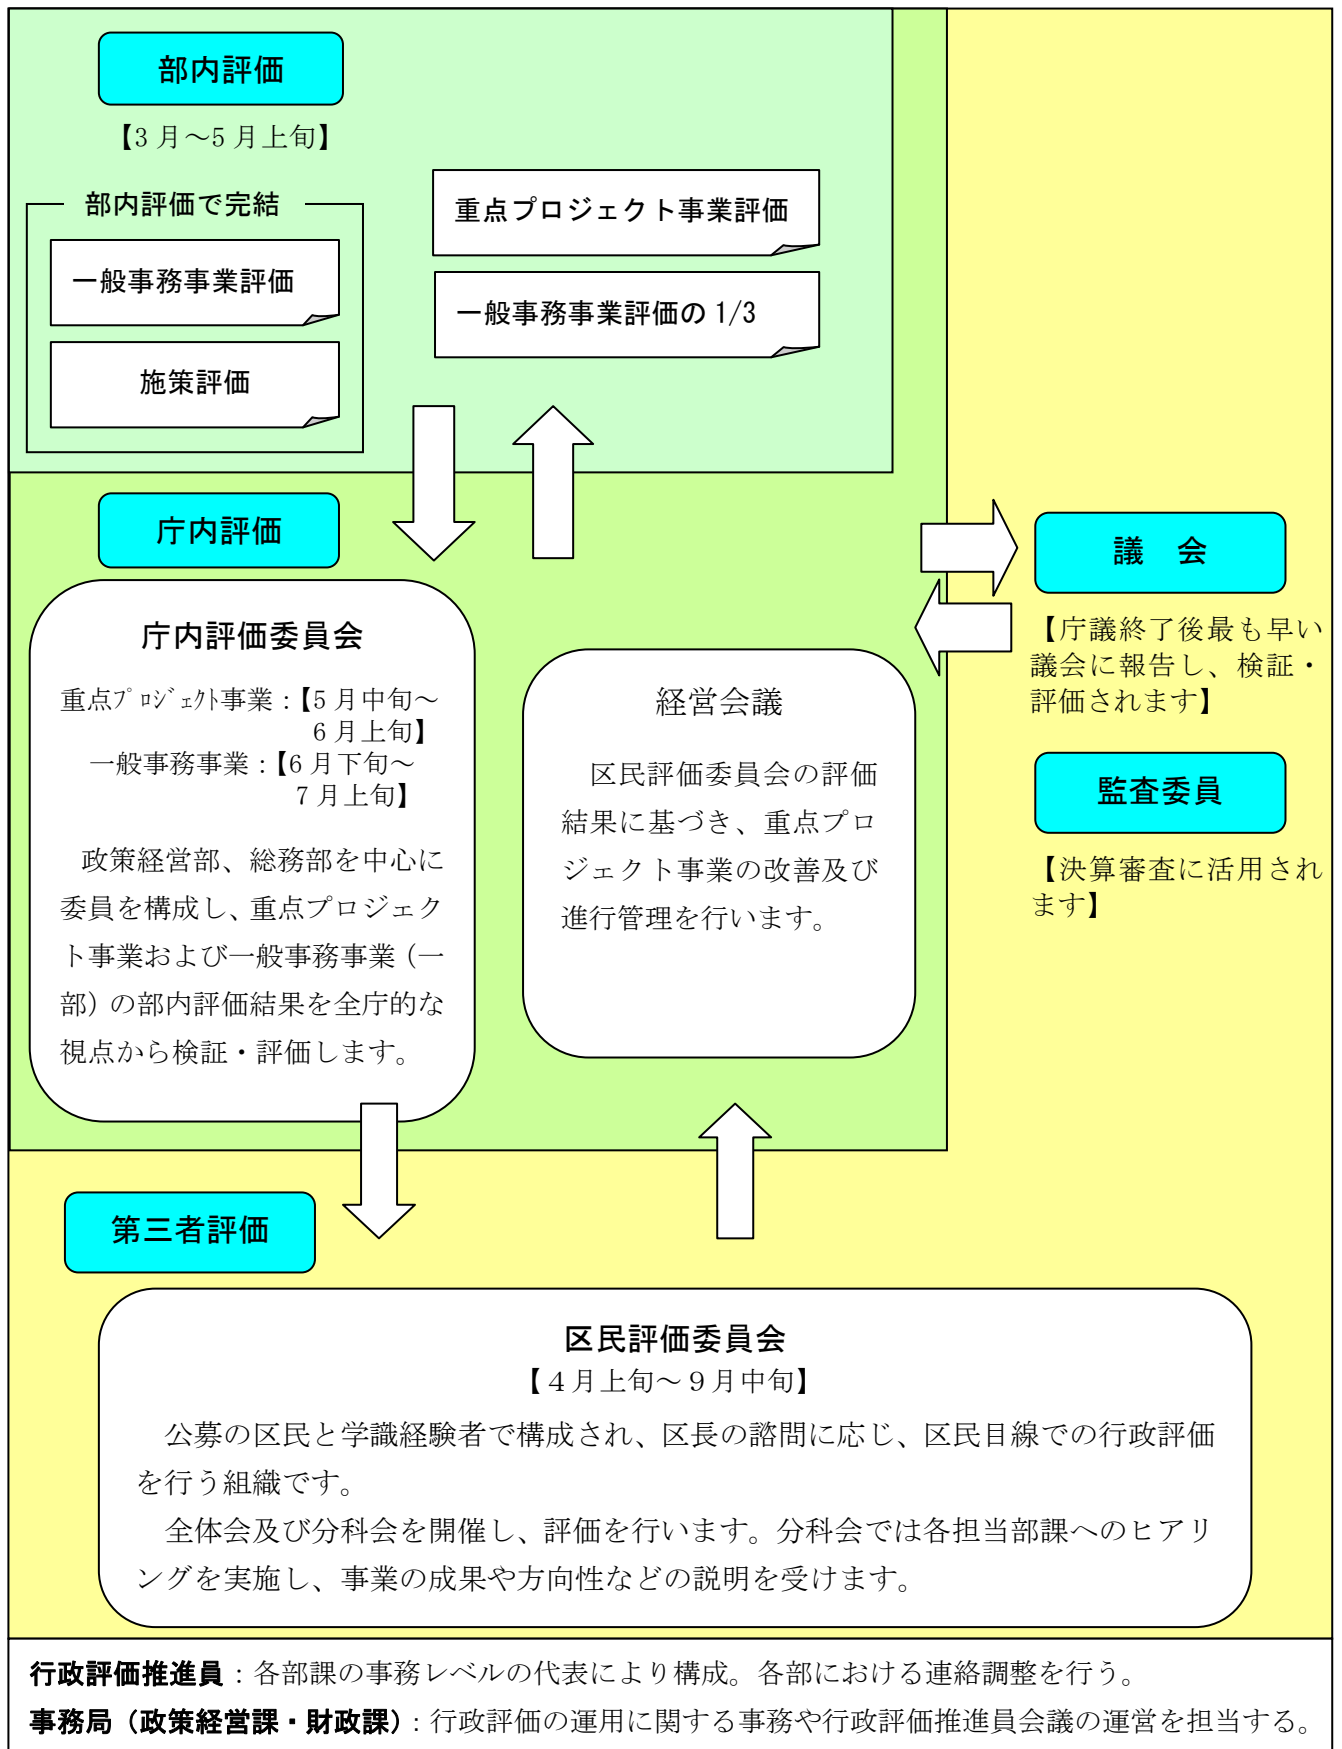 部内評価
【3月～5月上旬】
部内評価で完結
一般事務事業評価
施策評価
重点プロジェクト事業評価
一般事務事業評価の1/3
庁内評価
庁内評価委員会
重点ﾌﾟﾛｼﾞｪｸﾄ事業：【5月中旬～
6月上旬】
一般事務事業：【6月下旬～
7月上旬】
政策経営部、総務部を中心に
委員を構成し、重点プロジェク
ト事業および一般事務事業（一
部）の部内評価結果を全庁的な
視点から検証・評価します。
経営会議
区民評価委員会の評価
結果に基づき、重点プロ
ジェクト事業の改善及び
進行管理を行います。
議　会
【庁議終了後最も早い
議会に報告し、検証・
評価されます】
監査委員
【決算審査に活用され
ます】
第三者評価
区民評価委員会
【４月上旬～９月中旬】
公募の区民と学識経験者で構成され、区長の諮問に応じ、区民目線での行政評価
を行う組織です。
全体会及び分科会を開催し、評価を行います。分科会では各担当部課へのヒアリ
ングを実施し、事業の成果や方向性などの説明を受けます。
行政評価推進員：各部課の事務レベルの代表により構成。各部における連絡調整を行う。
事務局（政策経営課・財政課）：行政評価の運用に関する事務や行政評価推進員会議の運営を担当する。